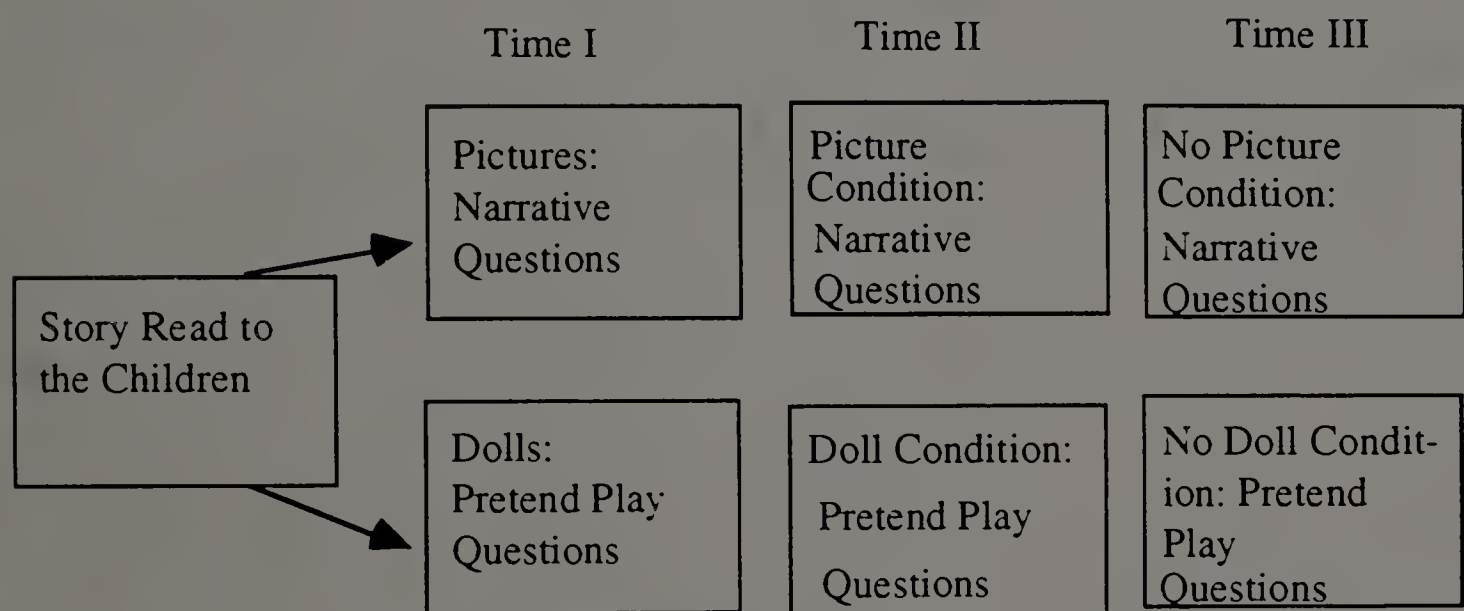 Time I
Time II
Time III
Story Read to
the Children
Pictures:
Narrative
Questions
Picture
Condition:
Narrative
Questions
No Picture
Condition:
Narrative
Questions
Dolls:
Pretend Play
Questions
Doll Condition:
Pretend Play
Questions
No Doll Condit-
ion: Pretend
Play
Questions